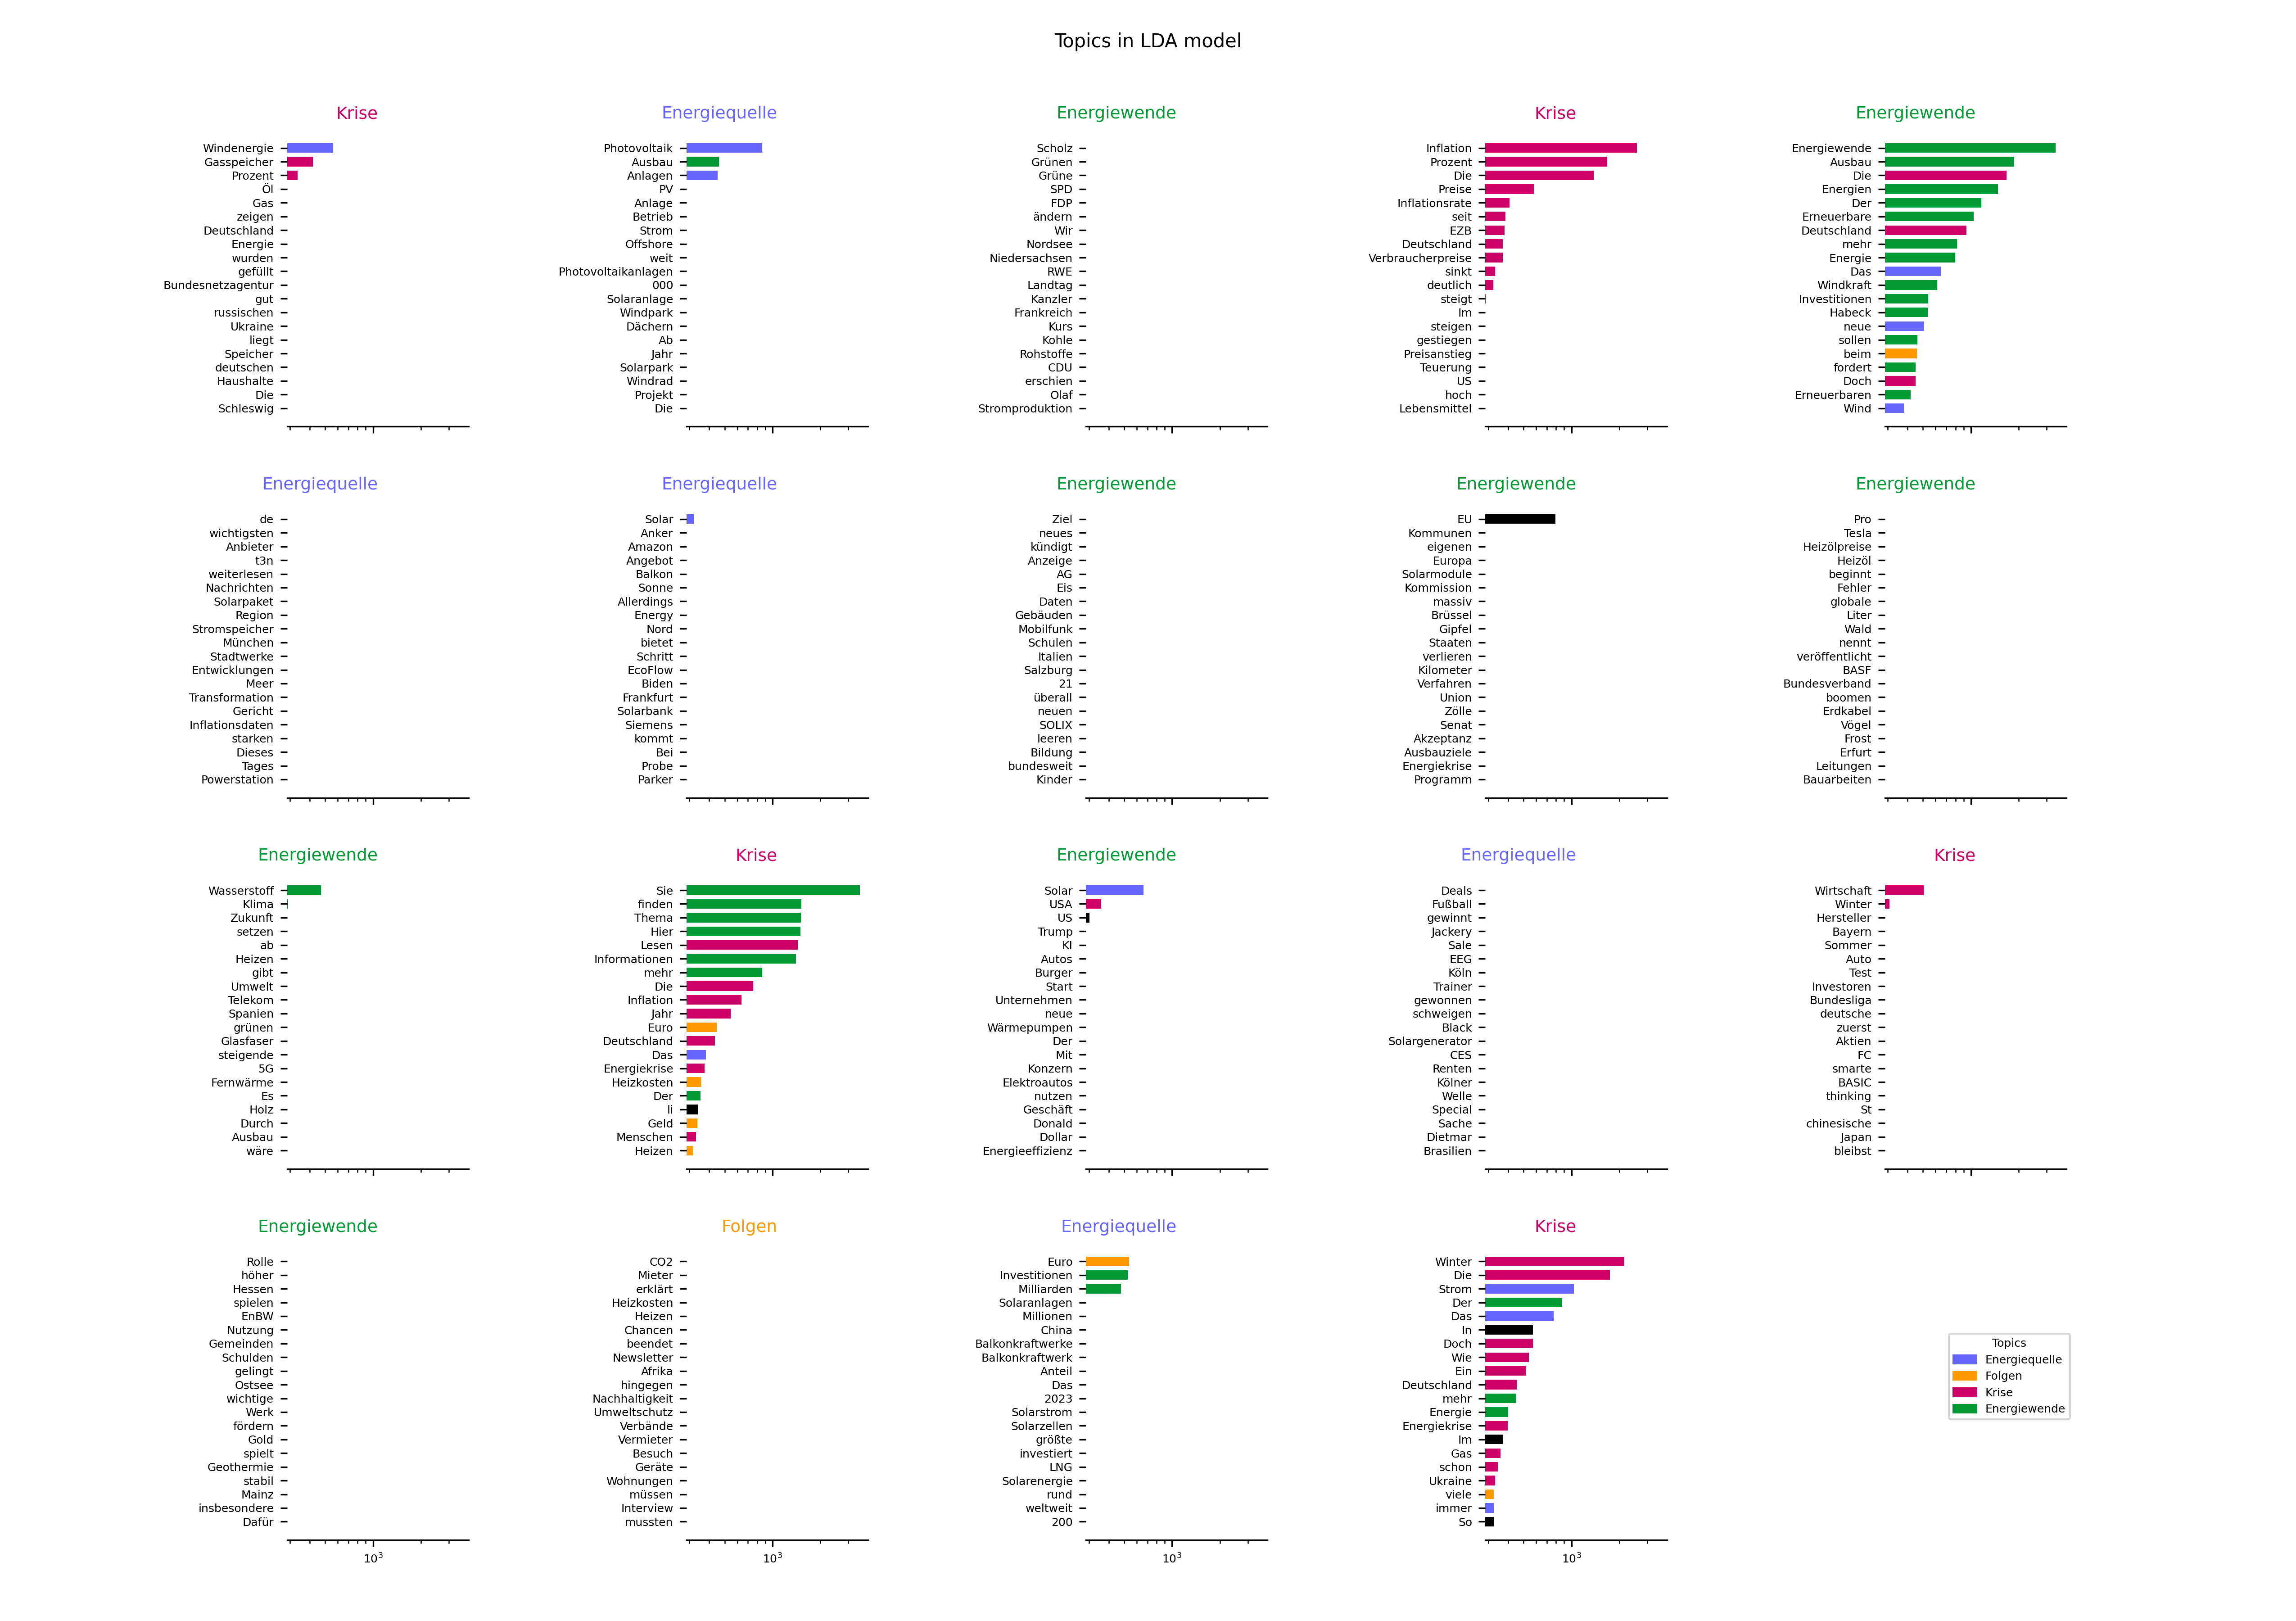 Topics in LDA model
Krise
Windenergie
Gasspeicher
Prozent
Öl
Gas
zeigen
Deutschland
Energie
wurden
gefüllt
Bundesnetzagentur
gut
russischen
Ukraine
liegt
Speicher
deutschen
Haushalte
Die
Schleswig
Energiequelle
Photovoltaik
Ausbau
Anlagen
PV
Anlage
Betrieb
Strom
Offshore
weit
Photovoltaikanlagen
000
Solaranlage
Windpark
Dächern
Ab
Jahr
Solarpark
Windrad
Projekt
Die
Energiewende
Scholz
Grünen
Grüne
SPD
FDP
ändern
Wir
Nordsee
Niedersachsen
RWE
Landtag
Kanzler
Frankreich
Kurs
Kohle
Rohstoffe
CDU
erschien
Olaf
Stromproduktion
Krise
Inflation
Prozent
Die
Preise
Inflationsrate
seit
EZB
Deutschland
Verbraucherpreise
sinkt
deutlich
steigt
Im
steigen
gestiegen
Preisanstieg
Teuerung
US
hoch
Lebensmittel
Energiewende
Energiewende
Ausbau
Die
Energien
Der
Erneuerbare
Deutschland
mehr
Energie
Das
Windkraft
Investitionen
Habeck
neue
sollen
beim
fordert
Doch
Erneuerbaren
Wind
Energiequelle
de
wichtigsten
Anbieter
t3n
weiterlesen
Nachrichten
Solarpaket
Region
Stromspeicher
München
Stadtwerke
Entwicklungen
Meer
Transformation
Gericht
Inflationsdaten
starken
Dieses
Tages
Powerstation
Energiequelle
Solar
Anker
Amazon
Angebot
Balkon
Sonne
Allerdings
Energy
Nord
bietet
Schritt
EcoFlow
Biden
Frankfurt
Solarbank
Siemens
kommt
Bei
Probe
Parker
Energiewende
Ziel
neues
kündigt
Anzeige
AG
Eis
Daten
Gebäuden
Mobilfunk
Schulen
Italien
Salzburg
21
überall
neuen
SOLIX
leeren
Bildung
bundesweit
Kinder
Energiewende
EU
Kommunen
eigenen
Europa
Solarmodule
Kommission
massiv
Brüssel
Gipfel
Staaten
verlieren
Kilometer
Verfahren
Union
Zölle
Senat
Akzeptanz
Ausbauziele
Energiekrise
Programm
Energiewende
Pro
Tesla
Heizölpreise
Heizöl
beginnt
Fehler
globale
Liter
Wald
nennt
veröffentlicht
BASF
Bundesverband
boomen
Erdkabel
Vögel
Frost
Erfurt
Leitungen
Bauarbeiten
Energiewende
Wasserstoff
Klima
Zukunft
setzen
ab
Heizen
gibt
Umwelt
Telekom
Spanien
grünen
Glasfaser
steigende
5G
Fernwärme
Es
Holz
Durch
Ausbau
wäre
Krise
Sie
finden
Thema
Hier
Lesen
Informationen
mehr
Die
Inflation
Jahr
Euro
Deutschland
Das
Energiekrise
Heizkosten
Der
li
Geld
Menschen
Heizen
Energiewende
Solar
USA
US
Trump
KI
Autos
Burger
Start
Unternehmen
neue
Wärmepumpen
Der
Mit
Konzern
Elektroautos
nutzen
Geschäft
Donald
Dollar
Energieeffizienz
Energiequelle
Deals
Fußball
gewinnt
Jackery
Sale
EEG
Köln
Trainer
gewonnen
schweigen
Black
Solargenerator
CES
Renten
Kölner
Welle
Special
Sache
Dietmar
Brasilien
Krise
Wirtschaft
Winter
Hersteller
Bayern
Sommer
Auto
Test
Investoren
Bundesliga
deutsche
zuerst
Aktien
FC
smarte
BASIC
thinking
St
chinesische
Japan
bleibst
Energiewende
Rolle
höher
Hessen
spielen
EnBW
Nutzung
Gemeinden
Schulden
gelingt
Ostsee
wichtige
Werk
fördern
Gold
spielt
Geothermie
stabil
Mainz
insbesondere
Dafür
10³
Folgen
CO2
Mieter
erklärt
Heizkosten
Heizen
Chancen
beendet
Newsletter
Afrika
hingegen
Nachhaltigkeit
Umweltschutz
Verbände
Vermieter
Besuch
Geräte
Wohnungen
müssen
Interview
mussten
10³
Energiequelle
Euro
Investitionen
Milliarden
Solaranlagen
Millionen
China
Balkonkraftwerke
Balkonkraftwerk
Anteil
Das
2023
Solarstrom
Solarzellen
größte
investiert
LNG
Solarenergie
rund
weltweit
200
10³
Krise
Winter
Die
Strom
Der
Das
In
Doch
Wie
Ein
Deutschland
mehr
Energie
Energiekrise
Im
Gas
schon
Ukraine
viele
immer
So
10³
Topics
Energiequelle
Folgen
Krise
Energiewende